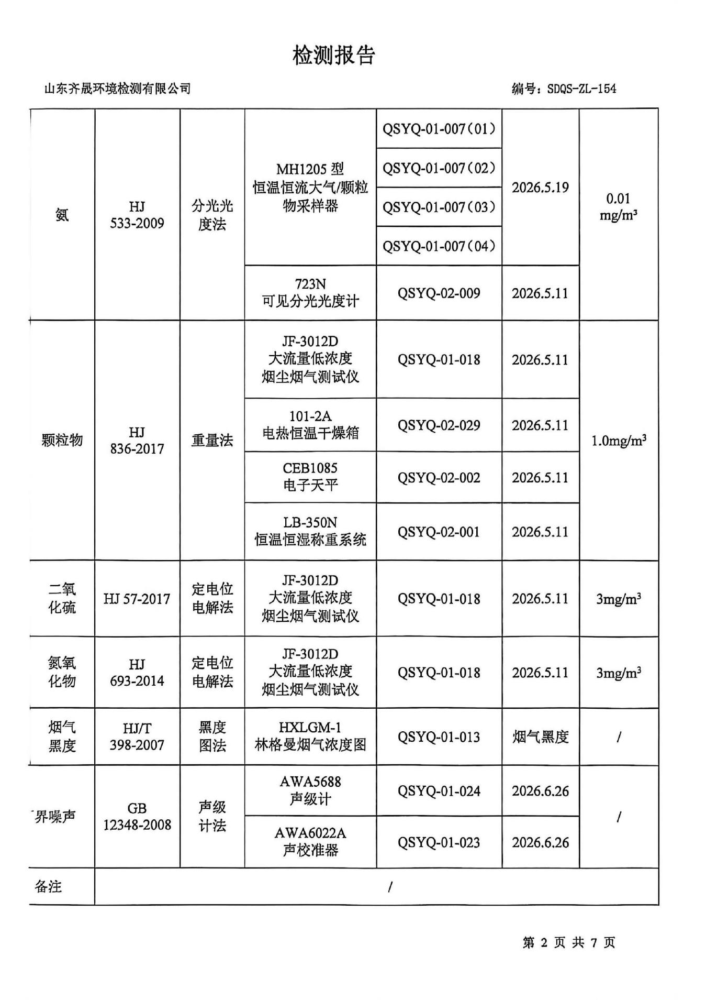 检测报告
山东齐晟环境检测有限公司 编号：SDQS-ZL-154
氨
HJ
533-2009
分光光
度法
MH1205 型
恒温恒流大气/颗粒
物采样器
QSYQ-01-007（01）
QSYQ-01-007（02）
QSYQ-01-007（03）
QSYQ-01-007（04）
2026.5.19
0.01
mg/m³
723N
可见分光光度计
QSYQ-02-009
2026.5.11
颗粒物
HJ
836-2017
重量法
JF-3012D
大流量低浓度
烟尘烟气测试仪
QSYQ-01-018
2026.5.11
1.0mg/m³
101-2A
电热恒温干燥箱
QSYQ-02-029
2026.5.11
CEB1085
电子天平
QSYQ-02-002
2026.5.11
LB-350N
恒温恒湿称重系统
QSYQ-02-001
2026.5.11
二氧
化硫
HJ 57-2017
定电位
电解法
JF-3012D
大流量低浓度
烟尘烟气测试仪
QSYQ-01-018
2026.5.11
3mg/m³
氮氧
化物
HJ
693-2014
定电位
电解法
JF-3012D
大流量低浓度
烟尘烟气测试仪
QSYQ-01-018
2026.5.11
3mg/m³
烟气
黑度
HJ/T
398-2007
黑度
图法
HXLGM-1
林格曼烟气浓度图
QSYQ-01-013
烟气黑度
/
界噪声
GB
12348-2008
声级
计法
AWA5688
声级计
QSYQ-01-024
2026.6.26
/
AWA6022A
声校准器
QSYQ-01-023
2026.6.26
备注
/
第 2 页 共 7 页